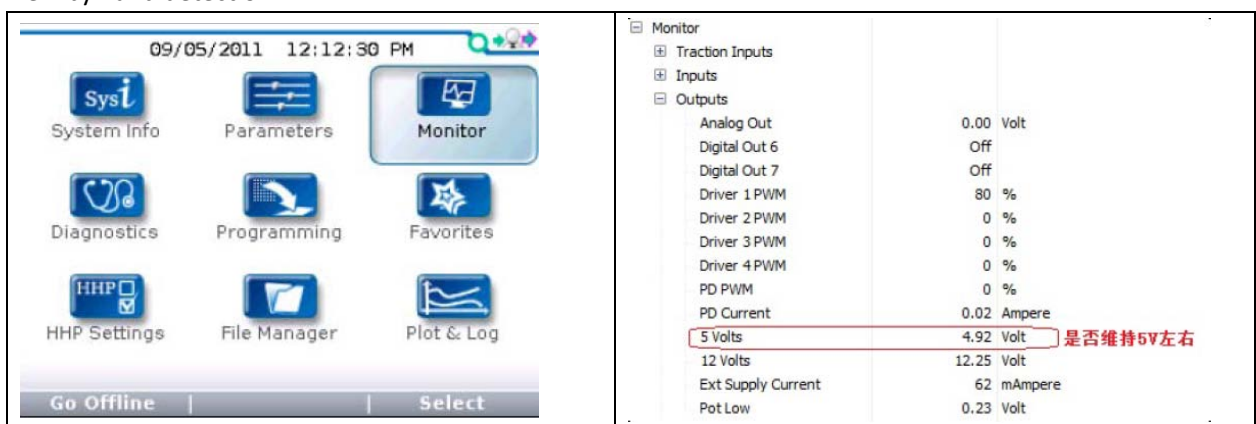 09/05/2011 12:12:30 PM
Sysi
System Info
Parameters
Monitor
Diagnostics
Programming
Favorites
HHP
HHP Settings
File Manager
Plot & Log
Go Offline | | Select
Monitor
Traction Inputs
Inputs
Outputs
Analog Out 0.00 Volt
Digital Out 6 Off
Digital Out 7 Off
Driver 1 PWM 80 %
Driver 2 PWM 0 %
Driver 3 PWM 0 %
Driver 4 PWM 0 %
PD PWM 0 %
PD Current 0.02 Ampere
5 Volts 4.92 Volt 是否维持5V左右
12 Volts 12.25 Volt
Ext Supply Current 62 mAmpere
Pot Low 0.23 Volt